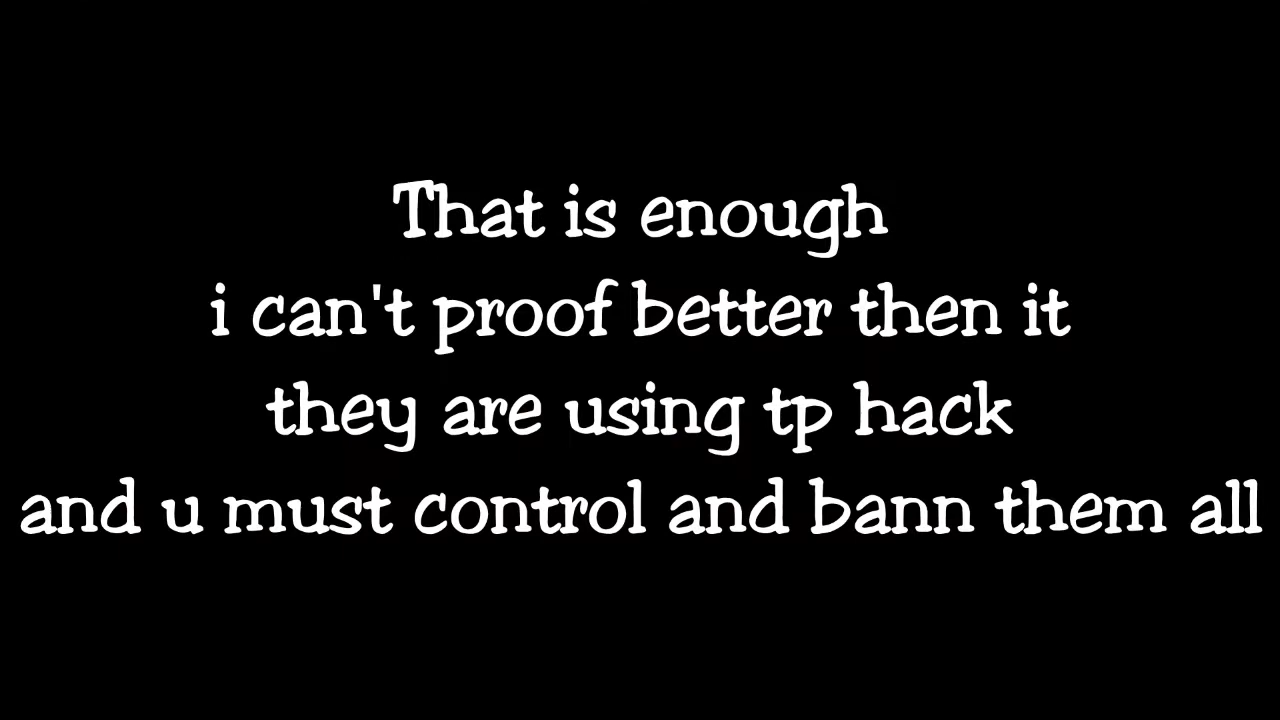 That is enough
i can't proof better then it
they are using tp hack
and u must control and bann them all